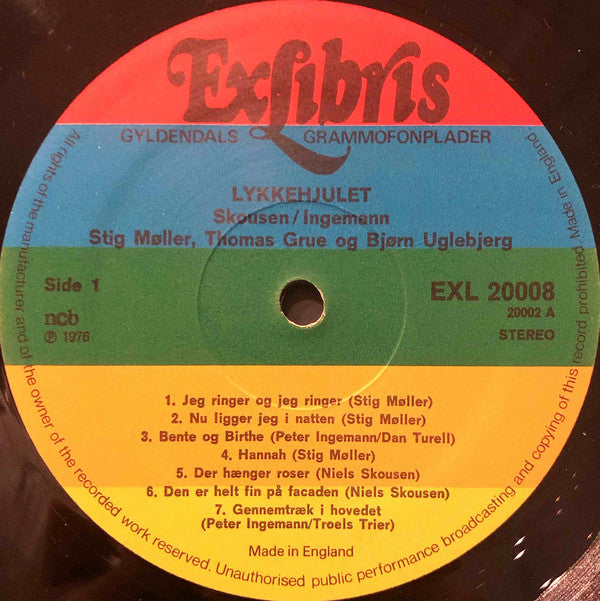 ExLibris
GYLDENDALS GRAMMOFONPLADER
LYKKEHJULET
Skousen/Ingemann
Stig Møller, Thomas Grue og Bjørn Uglebjerg
Side 1
EXL 20008
20002 A
ncb
℗ 1976
STEREO
1. Jeg ringer og jeg ringer (Stig Møller)
2. Nu ligger jeg i natten (Stig Møller)
3. Bente og Birthe (Peter Ingemann/Dan Turell)
4. Hannah (Stig Møller)
5. Der hænger roser (Niels Skousen)
6. Den er helt fin på facaden (Niels Skousen)
7. Gennemtræk i hovedet
(Peter Ingemann/Troels Trier)
Made in England
All rights of the manufacturer and of the owner of the recorded work reserved. Unauthorised public performance broadcasting and copying of this record prohibited Made in England